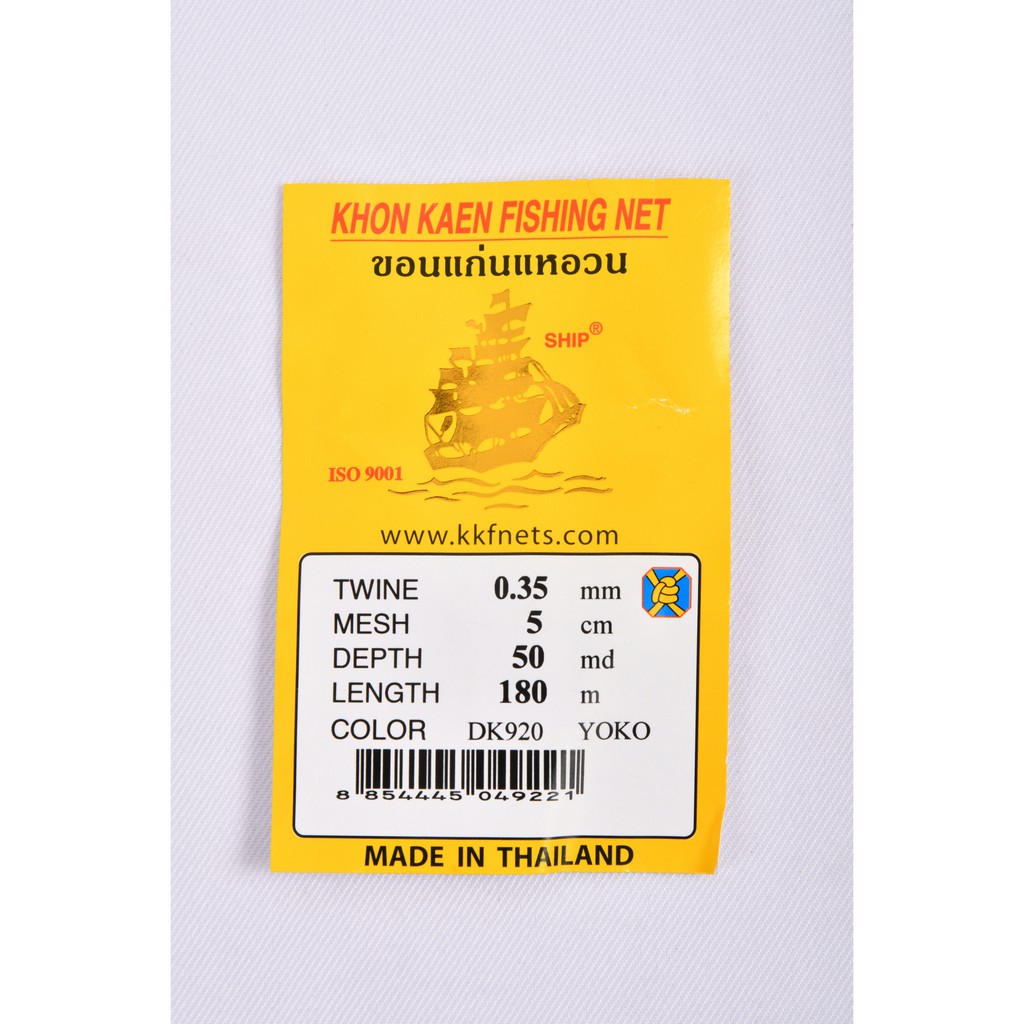 KHON KAEN FISHING NET
ขอนแก่นแหอวน
SHIP®
ISO 9001
www.kkfnets.com
TWINE 0.35 mm
MESH 5 cm
DEPTH 50 md
LENGTH 180 m
COLOR DK920 YOKO
8 854445 049221
MADE IN THAILAND